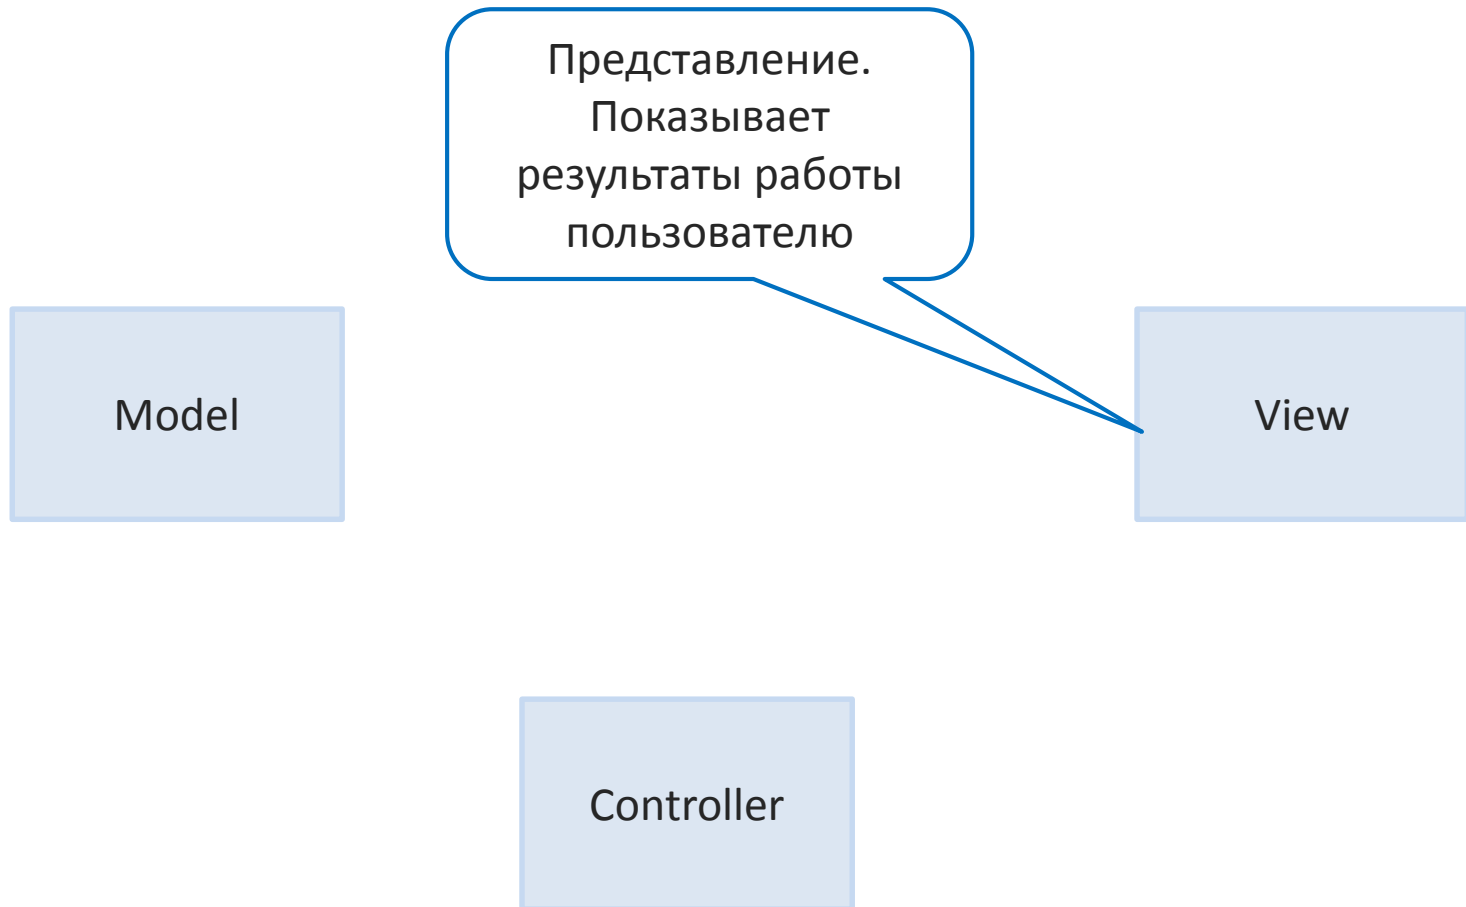 Представление.
Показывает
результаты работы
пользователю
Model
View
Controller